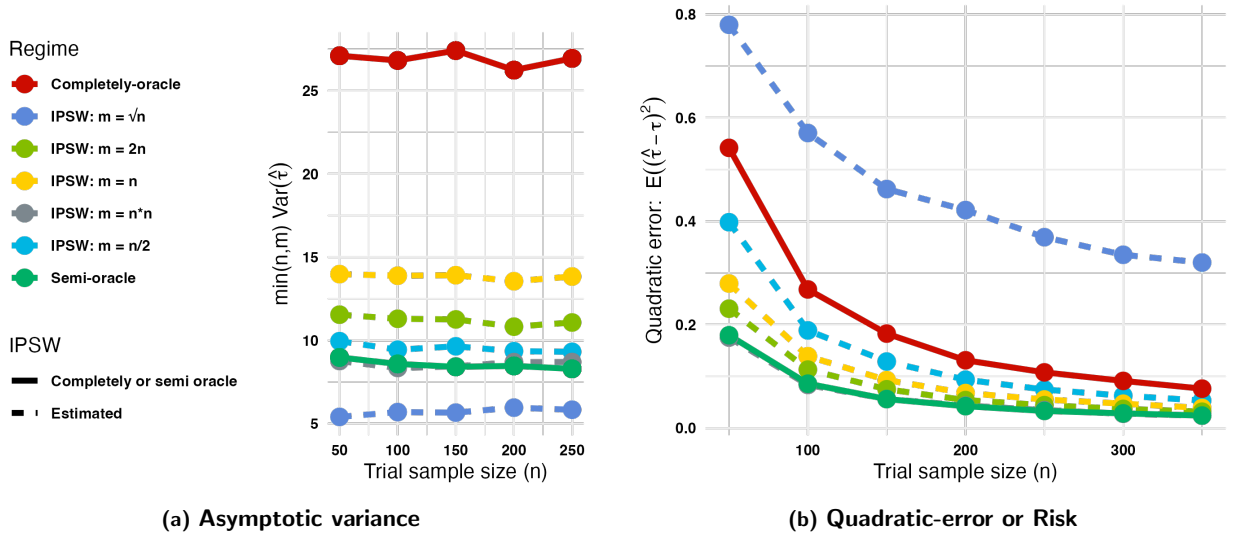 Regime
Completely-oracle
IPSW: m = √n
IPSW: m = 2n
IPSW: m = n
IPSW: m = n*n
IPSW: m = n/2
Semi-oracle
IPSW
Completely or semi oracle
Estimated
min(n,m) Var(τ̂)
25
20
15
10
5
50 100 150 200 250
Trial sample size (n)
(a) Asymptotic variance
Quadratic error: E((τ̂ − τ)²)
0.8
0.6
0.4
0.2
0.0
100 200 300
Trial sample size (n)
(b) Quadratic-error or Risk